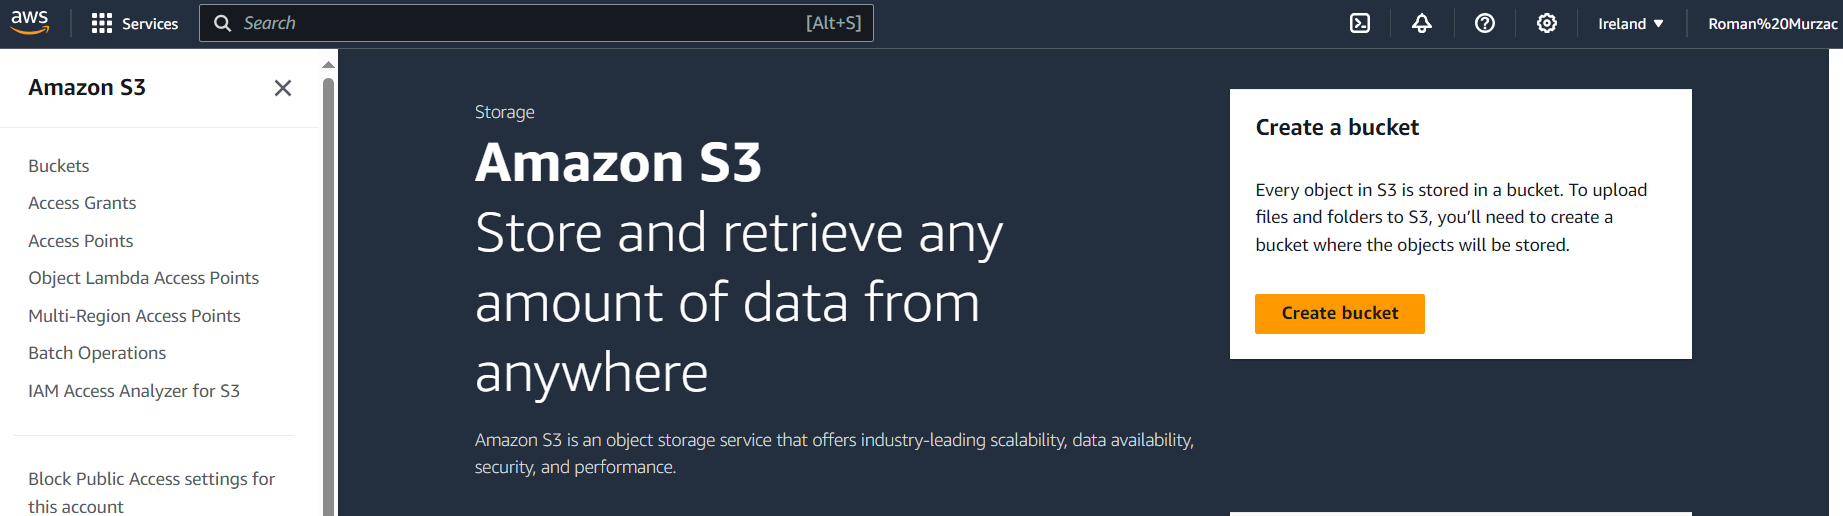 aws
Services
Search
[Alt+S]
Ireland
Roman%20Murzac
Amazon S3
Buckets
Access Grants
Access Points
Object Lambda Access Points
Multi-Region Access Points
Batch Operations
IAM Access Analyzer for S3
Block Public Access settings for
this account
Storage
Amazon S3
Store and retrieve any
amount of data from
anywhere
Amazon S3 is an object storage service that offers industry-leading scalability, data availability,
security, and performance.
Create a bucket
Every object in S3 is stored in a bucket. To upload
files and folders to S3, you’ll need to create a
bucket where the objects will be stored.
Create bucket